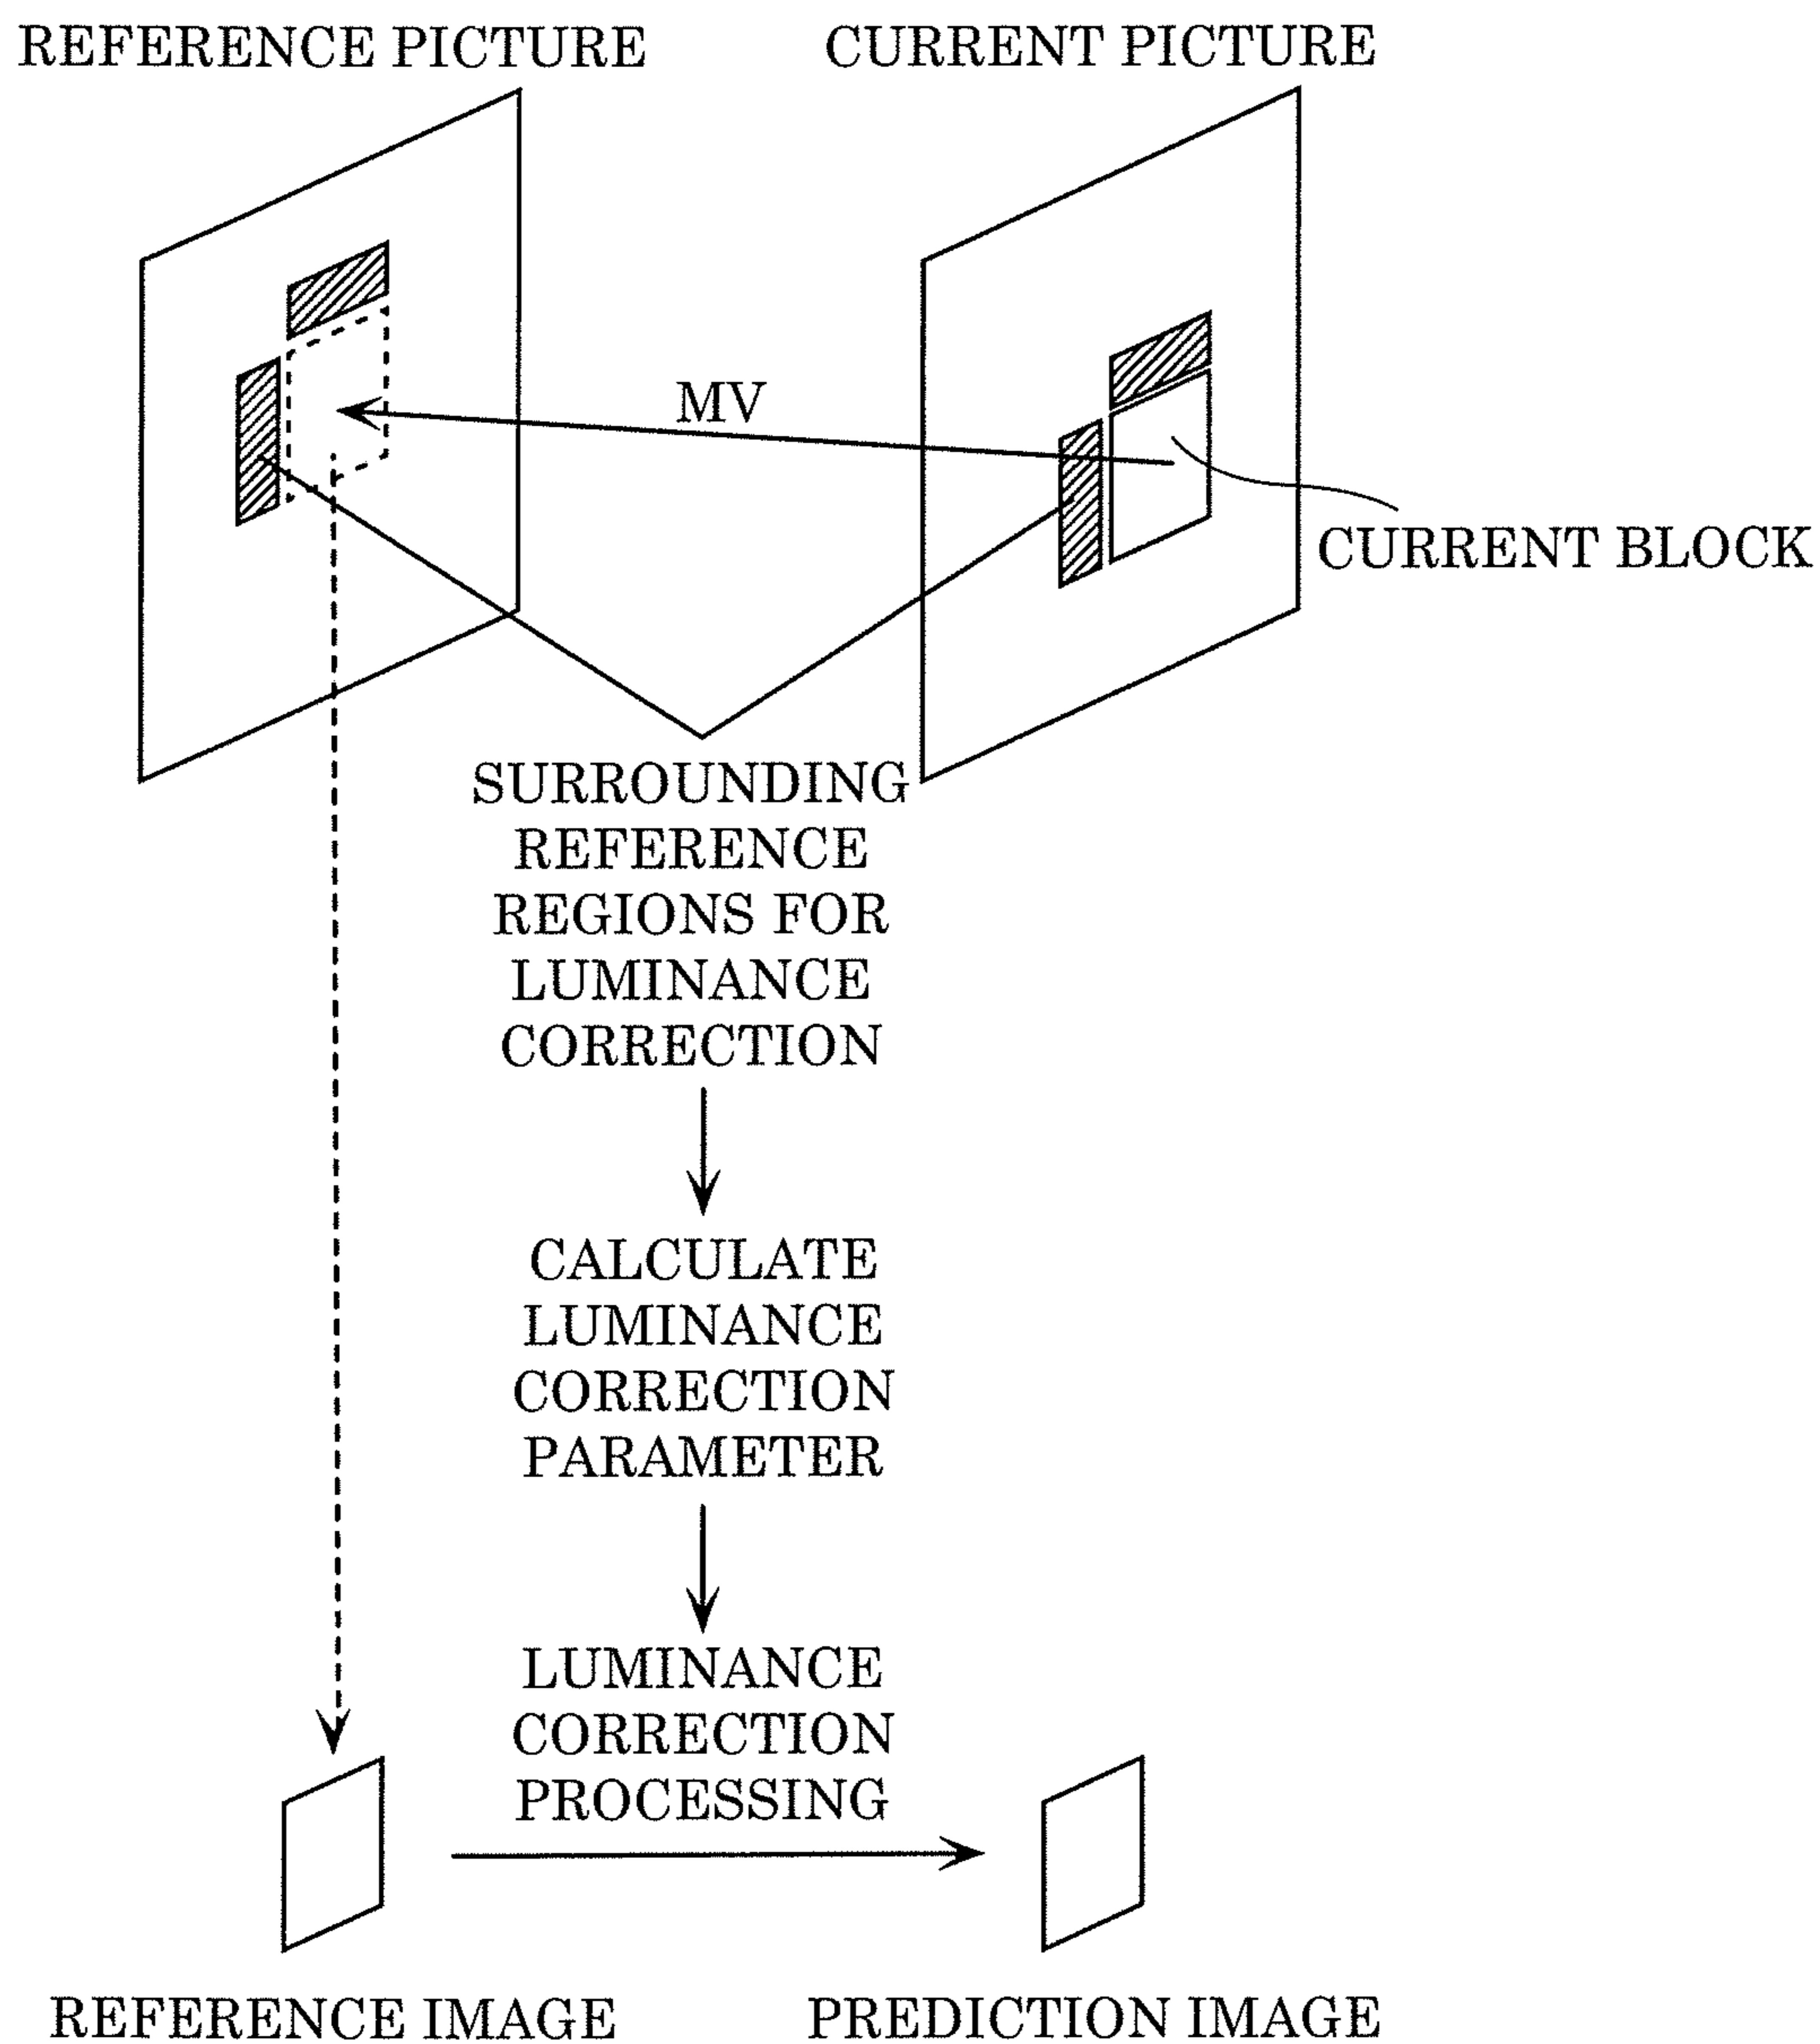 REFERENCE PICTURE
CURRENT PICTURE
MV
CURRENT BLOCK
SURROUNDING
REFERENCE
REGIONS FOR
LUMINANCE
CORRECTION
CALCULATE
LUMINANCE
CORRECTION
PARAMETER
LUMINANCE
CORRECTION
PROCESSING
REFERENCE IMAGE
PREDICTION IMAGE